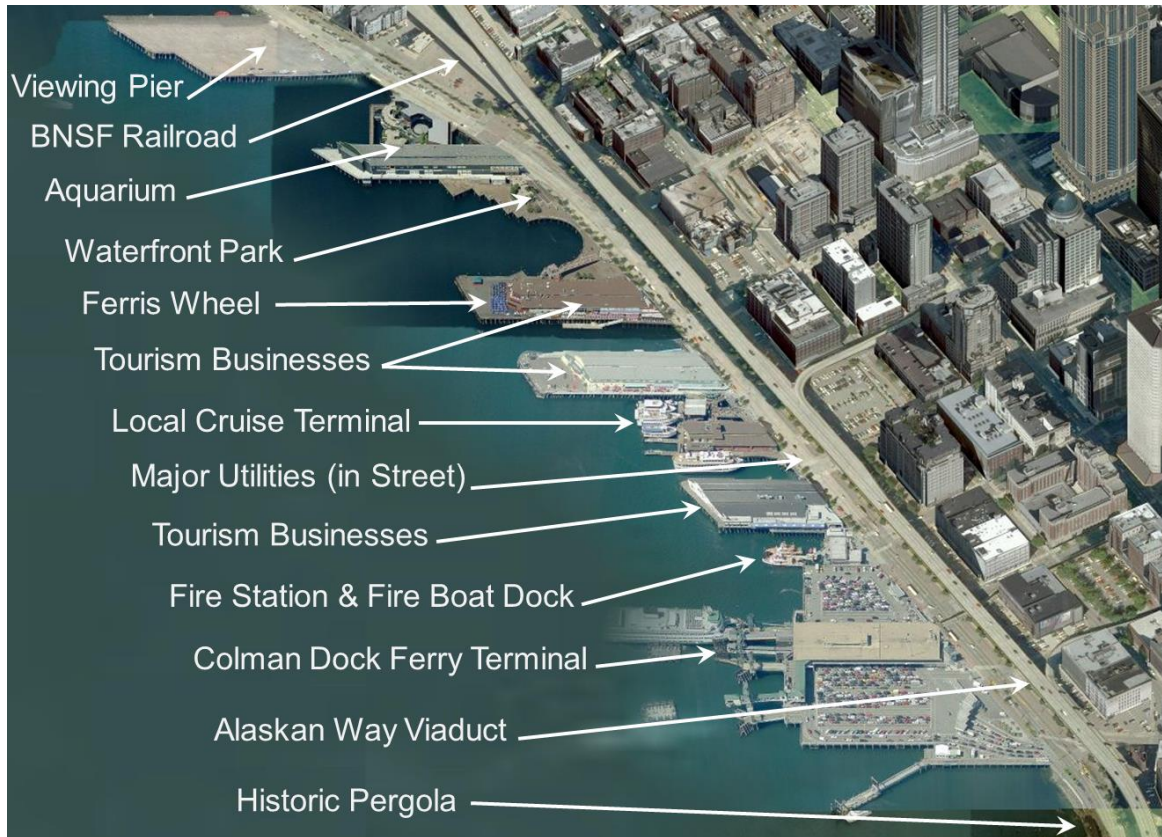 Viewing Pier
BNSF Railroad
Aquarium
Waterfront Park
Ferris Wheel
Tourism Businesses
Local Cruise Terminal
Major Utilities (in Street)
Tourism Businesses
Fire Station & Fire Boat Dock
Colman Dock Ferry Terminal
Alaskan Way Viaduct
Historic Pergola